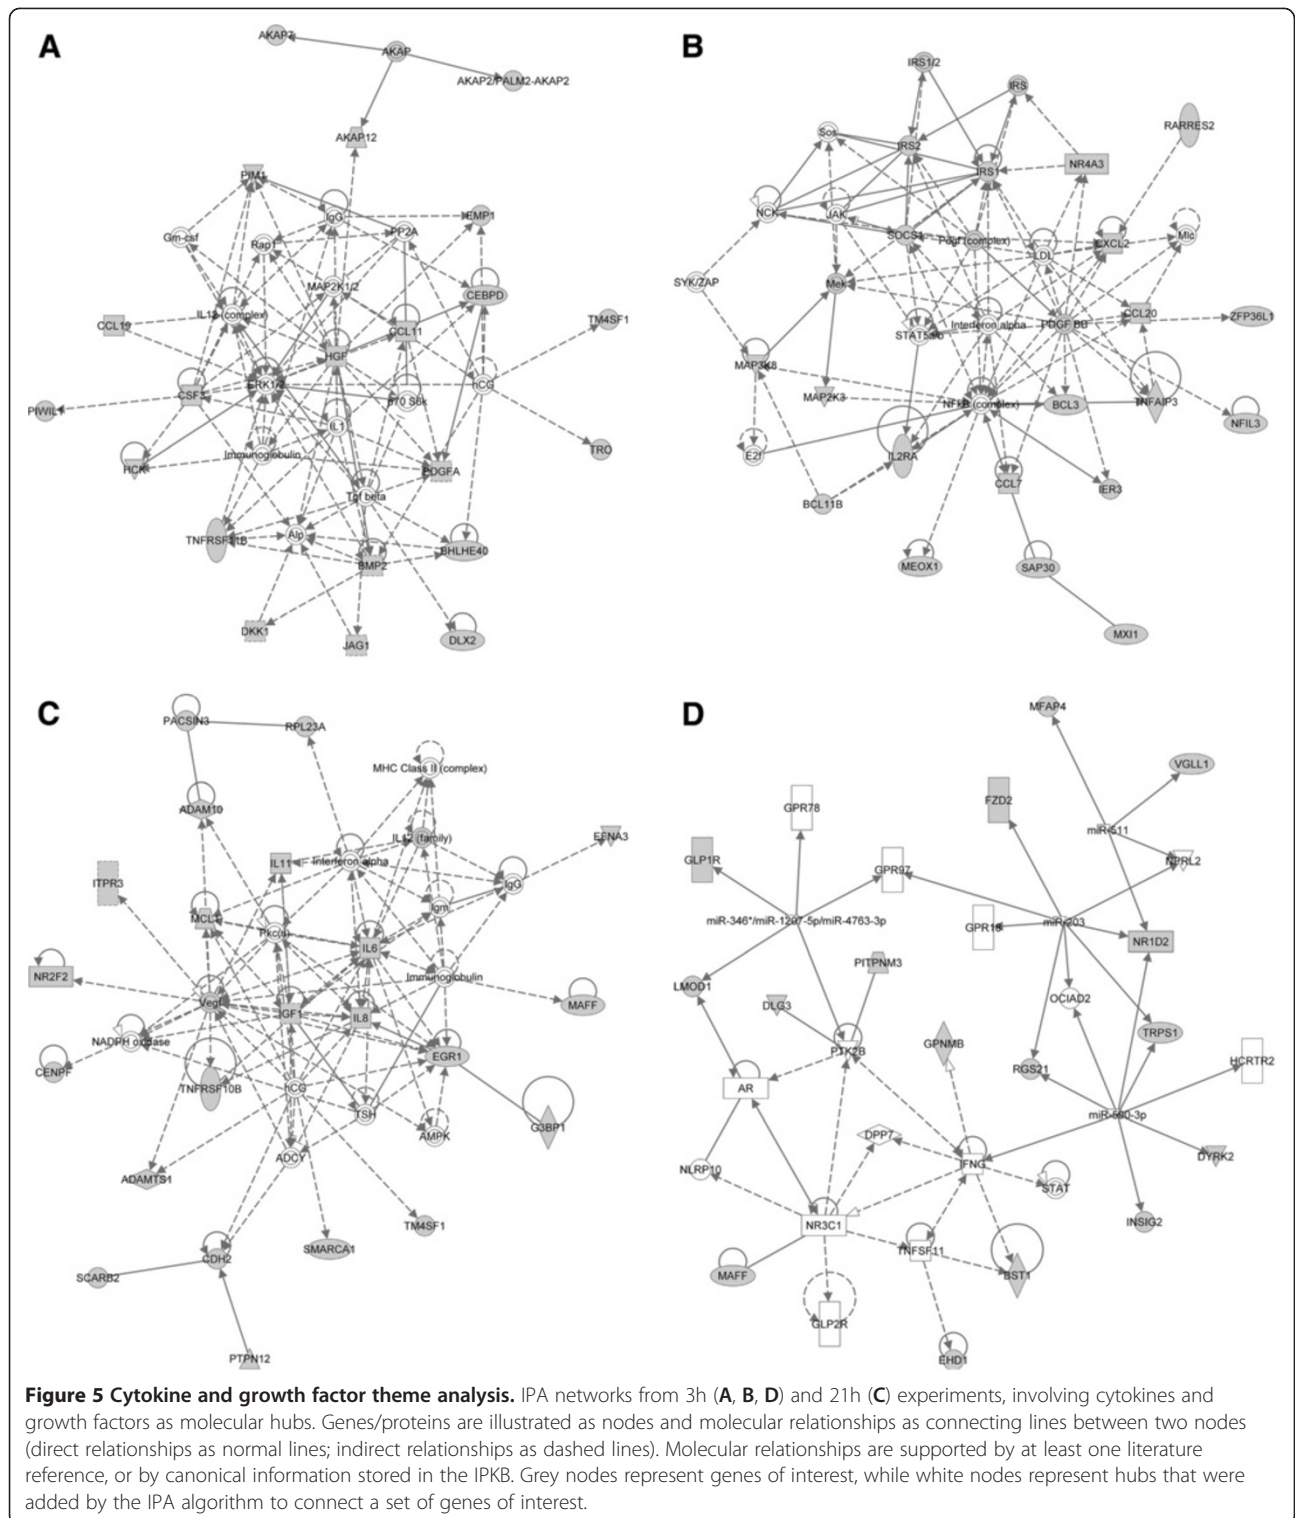 A
AKAP7
AKAP
AKAP2/PALM2-AKAP2
AKAP12
PIM1
IgG
EMP1
Gm-csf
Rap1
PP2A
MAP2K1/2
CEBPD
IL12 (complex)
CCL19
CCL11
TM4SF1
HGF
ERK1/2
hCG
CSF3
p70 S6k
PIWIL1
IL1
TRO
Immunoglobulin
HCK
PDGFA
Tgf beta
TNFRSF11B
Alp
BHLHE40
BMP2
DKK1
JAG1
DLX2
B
IRS1/2
IRS
RARRES2
Sos
IRS2
IRS1
NR4A3
NCK
JAK
SOCS1
Pdgf (complex)
CXCL2
Mlc
LDL
SYK/ZAP
Mek
STAT5a/b
Interferon alpha
PDGF BB
CCL20
ZFP36L1
MAP3K8
MAP2K3
NFkB (complex)
BCL3
TNFAIP3
NFIL3
E2f
IL2RA
CCL7
IER3
BCL11B
MEOX1
SAP30
MXI1
C
PACSIN3
RPL23A
MHC Class II (complex)
ADAM10
IL12 (family)
EFNA3
IL11
Interferon alpha
ITPR3
IgG
MCL1
Igm
Pkc(s)
IL6
NR2F2
Immunoglobulin
Vegf
IGF1
IL8
MAFF
NADPH oxidase
EGR1
CENPF
TNFRSF10B
hCG
TSH
AMPK
G3BP1
ADCY
ADAMTS1
TM4SF1
SMARCA1
CDH2
SCARB2
PTPN12
D
MFAP4
VGLL1
FZD2
GPR78
miR-511
GLP1R
GPR97
NPRL2
miR-346*/miR-1207-5p/miR-4763-3p
miR-203
GPR18
NR1D2
PITPNM3
LMOD1
DLG3
OCIAD2
TRPS1
PTK2B
GPNMB
RGS21
HCRTR2
AR
miR-590-3p
DPP7
NLRP10
IFNG
DYRK2
STAT
NR3C1
INSIG2
TNFSF11
MAFF
BST1
GLP2R
EHD1
Figure 5 Cytokine and growth factor theme analysis. IPA networks from 3h (A, B, D) and 21h (C) experiments, involving cytokines and
growth factors as molecular hubs. Genes/proteins are illustrated as nodes and molecular relationships as connecting lines between two nodes
(direct relationships as normal lines; indirect relationships as dashed lines). Molecular relationships are supported by at least one literature
reference, or by canonical information stored in the IPKB. Grey nodes represent genes of interest, while white nodes represent hubs that were
added by the IPA algorithm to connect a set of genes of interest.